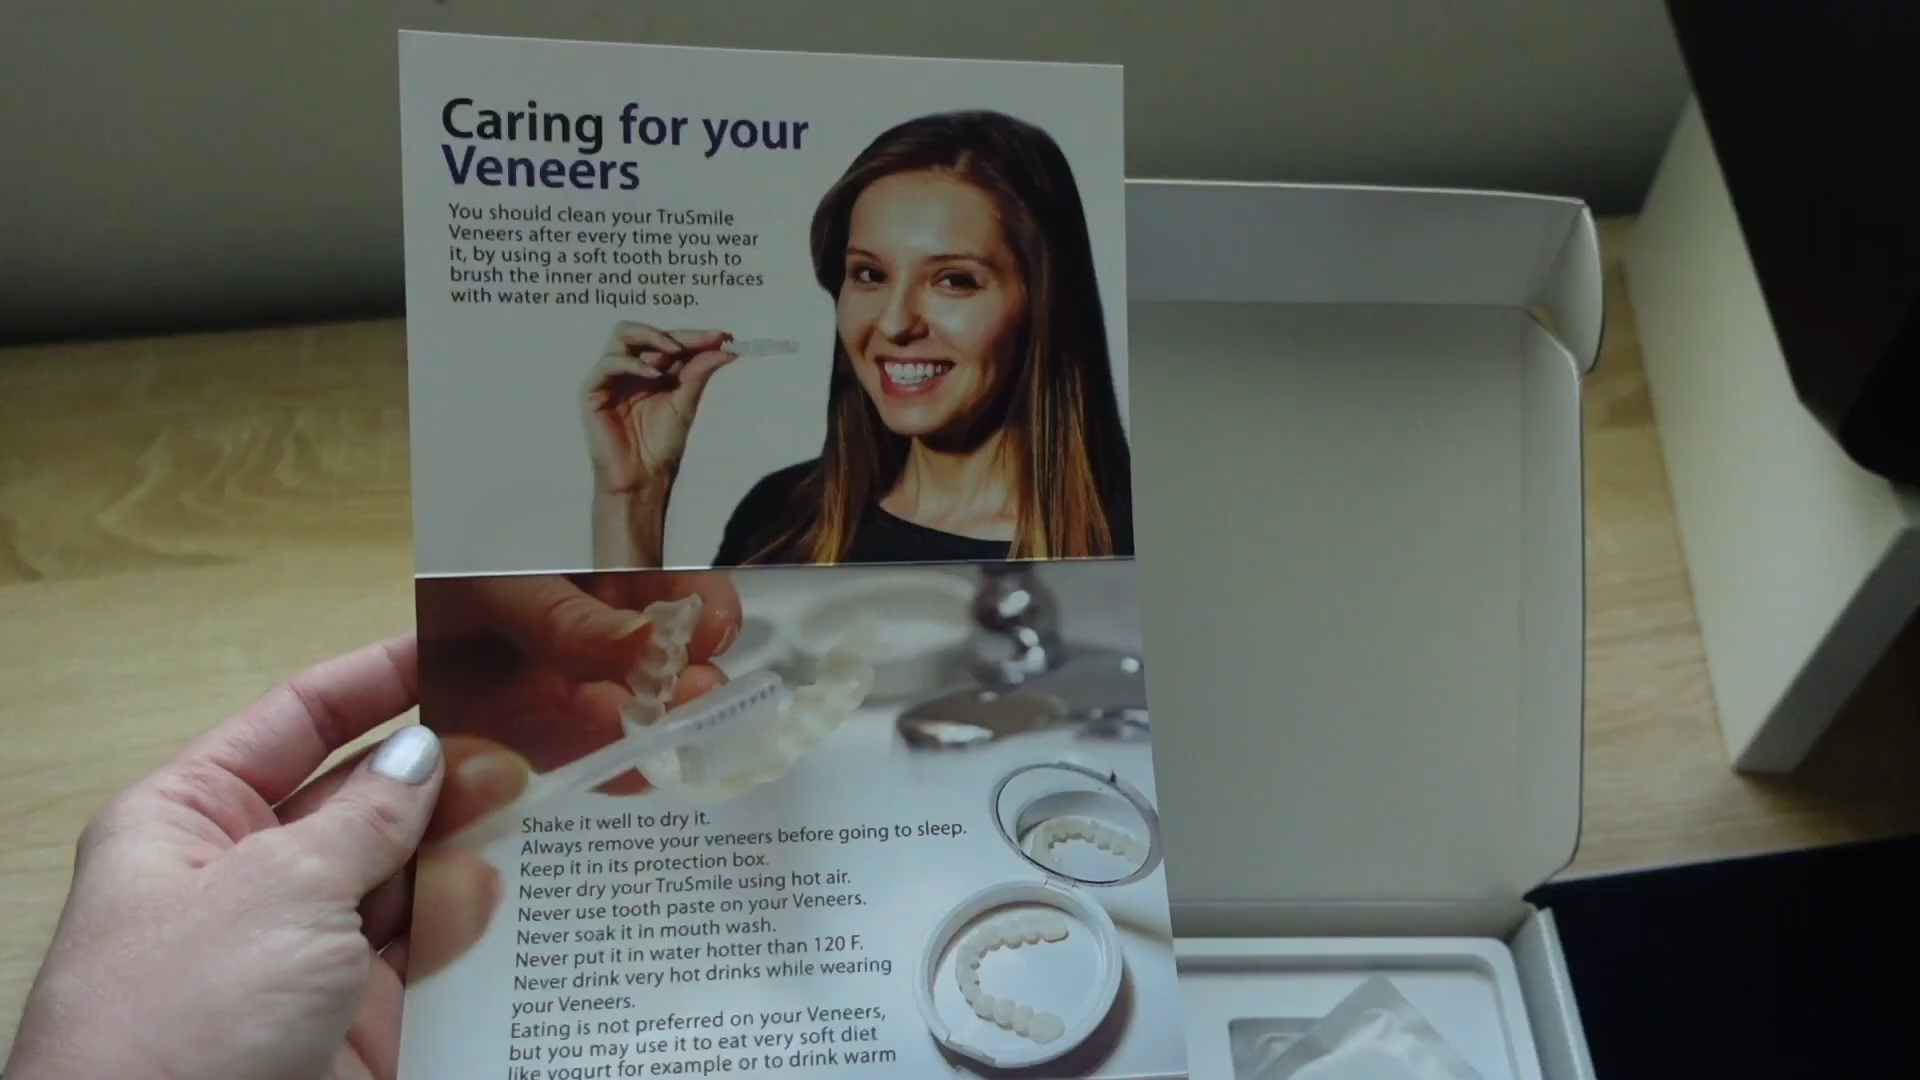 Caring for your
Veneers
You should clean your TruSmile
Veneers after every time you wear
it, by using a soft tooth brush to
brush the inner and outer surfaces
with water and liquid soap.
Shake it well to dry it.
Always remove your veneers before going to sleep.
Keep it in its protection box.
Never dry your TruSmile using hot air.
Never use tooth paste on your Veneers.
Never soak it in mouth wash.
Never put it in water hotter than 120 F.
Never drink very hot drinks while wearing
your Veneers.
Eating is not preferred on your Veneers,
but you may use it to eat very soft diet
like yogurt for example or to drink warm